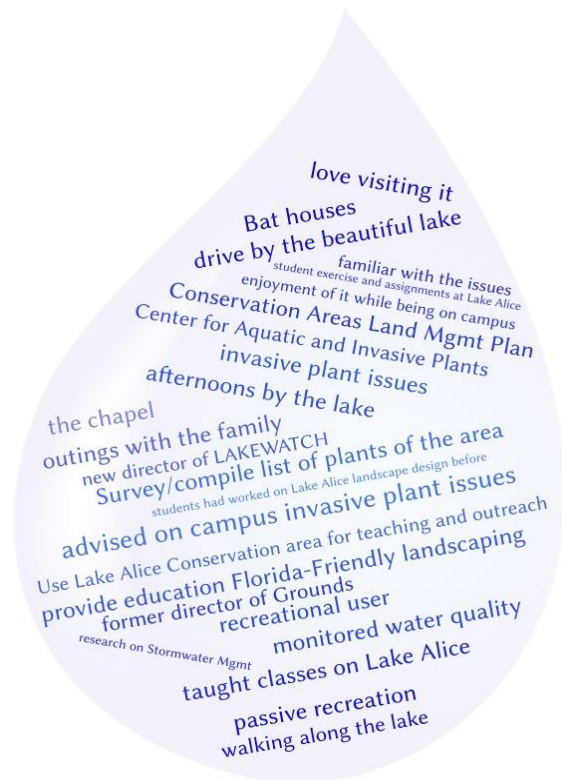 love visiting it
Bat houses
drive by the beautiful lake
familiar with the issues
student exercise and assignments at Lake Alice
enjoyment of it while being on campus
Conservation Areas Land Mgmt Plan
Center for Aquatic and Invasive Plants
invasive plant issues
afternoons by the lake
the chapel
outings with the family
new director of LAKEWATCH
Survey/compile list of plants of the area
students had worked on Lake Alice landscape design before
advised on campus invasive plant issues
Use Lake Alice Conservation area for teaching and outreach
provide education Florida-Friendly landscaping
former director of Grounds
recreational user
research on Stormwater Mgmt
monitored water quality
taught classes on Lake Alice
passive recreation
walking along the lake